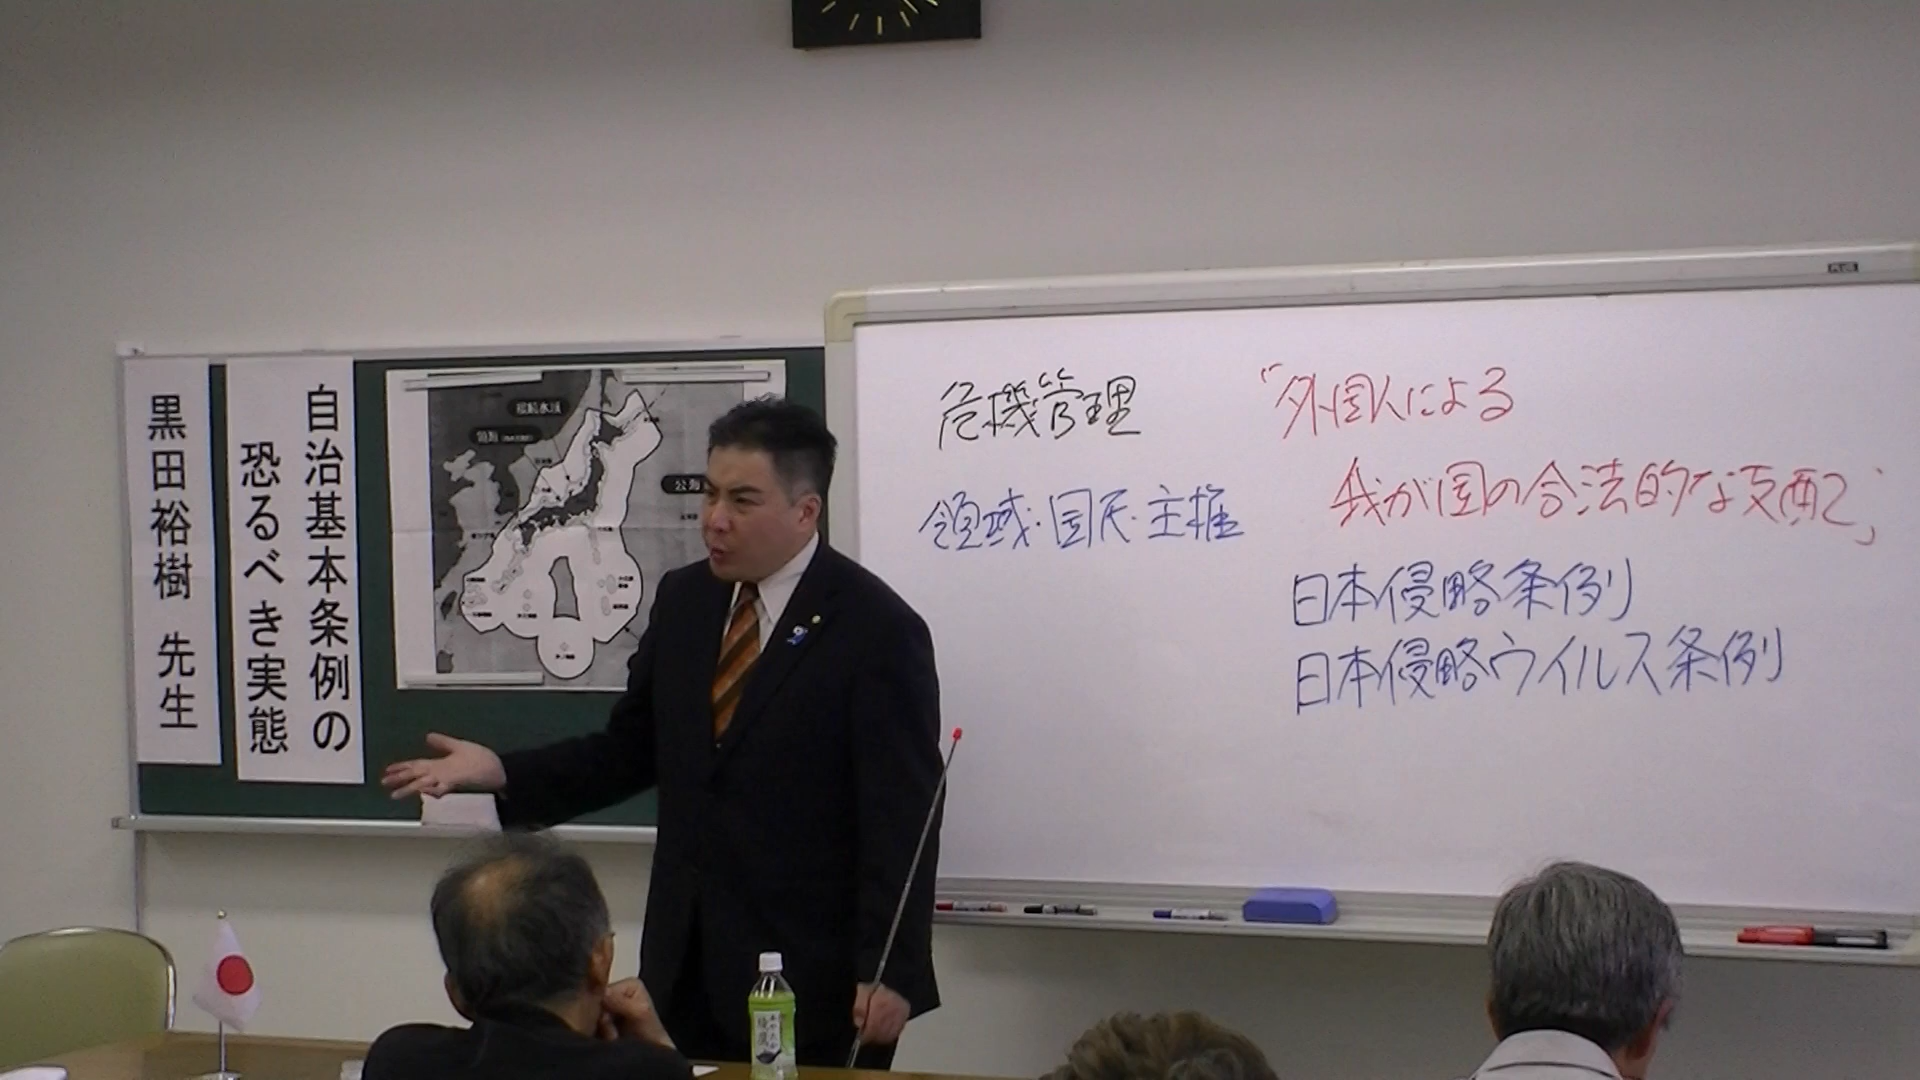 自治基本条例の
恐るべき実態
黒田裕樹 先生
公海
危機管理
領域・国民・主権
「外国人による
我が国の合法的な支配」
日本侵略条例
日本侵略ウイルス条例
綾鷹